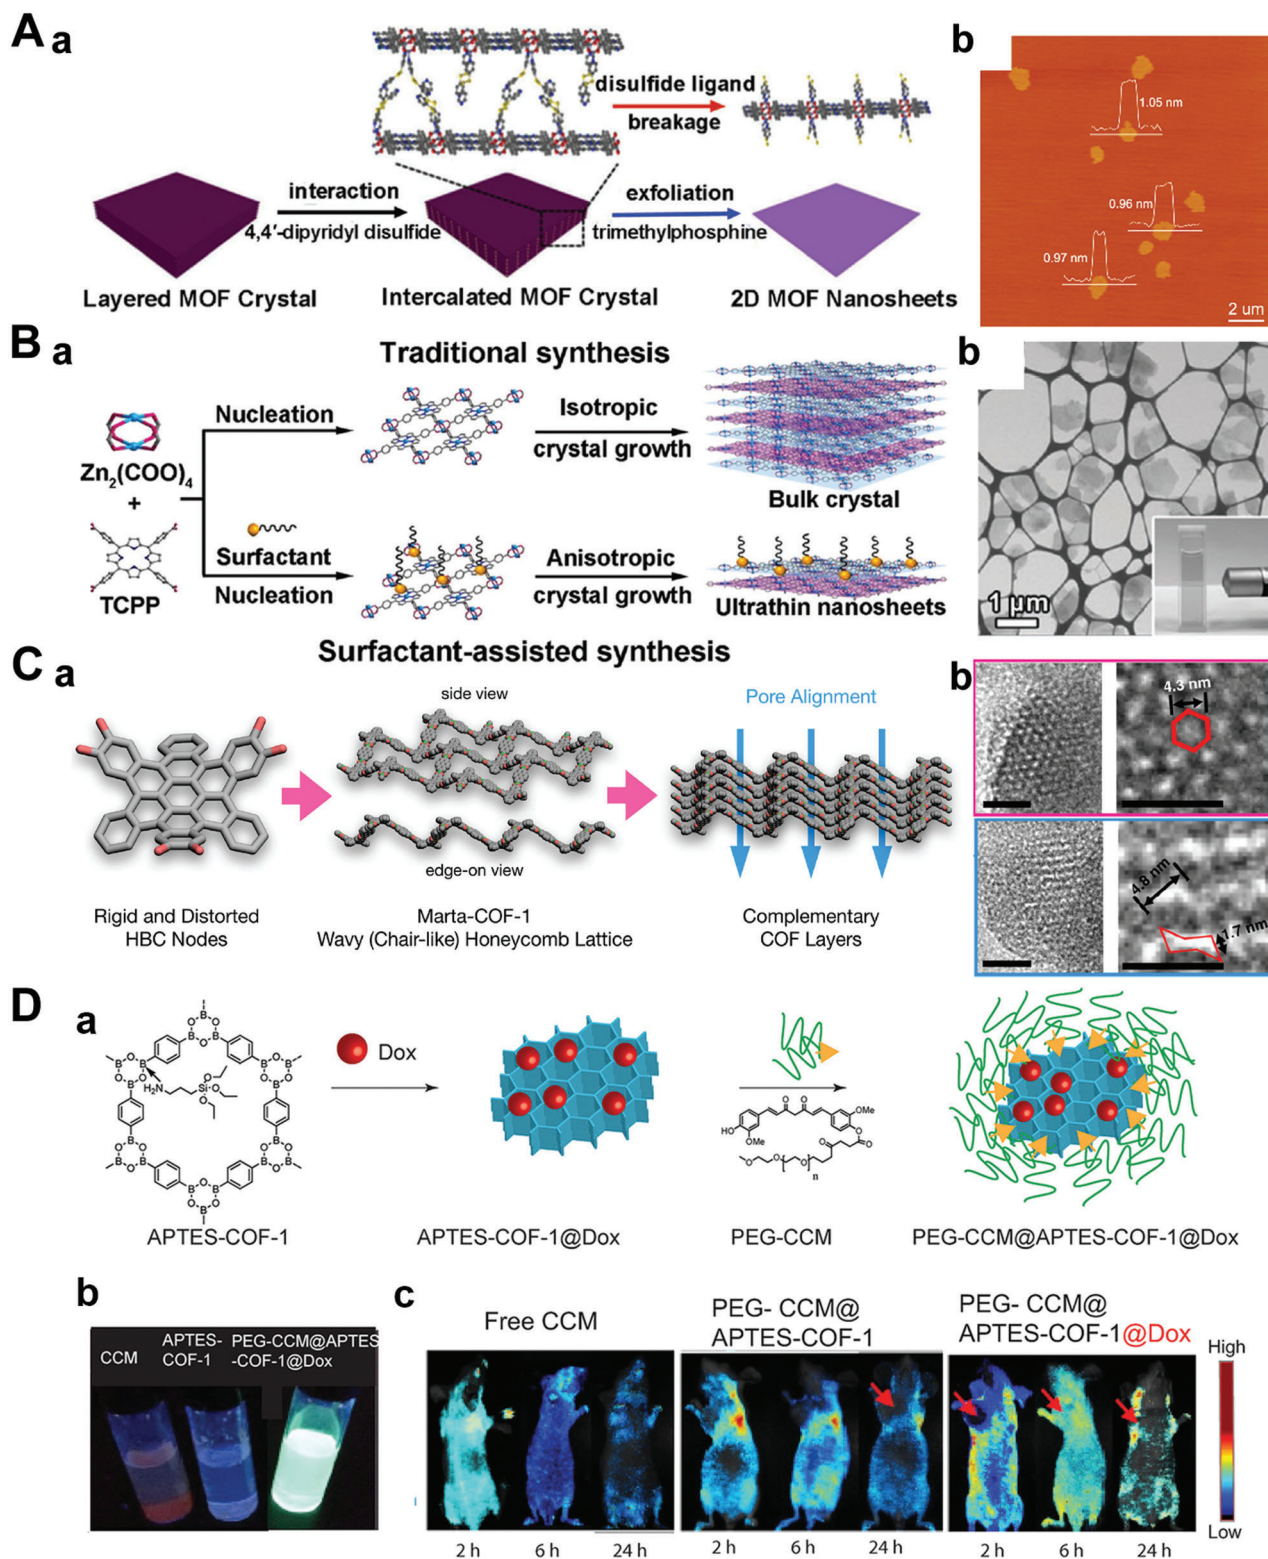 A a
disulfide ligand
breakage
interaction
4,4′-dipyridyl disulfide
exfoliation
trimethylphosphine
Layered MOF Crystal
Intercalated MOF Crystal
2D MOF Nanosheets
b
1.05 nm
0.96 nm
0.97 nm
2 um
B a
Traditional synthesis
Zn2(COO)4
+
TCPP
Nucleation
Isotropic
crystal growth
Bulk crystal
Surfactant
Nucleation
Anisotropic
crystal growth
Ultrathin nanosheets
Surfactant-assisted synthesis
b
1 μm
C a
side view
edge-on view
Pore Alignment
Rigid and Distorted
HBC Nodes
Marta-COF-1
Wavy (Chair-like) Honeycomb Lattice
Complementary
COF Layers
b
4.3 nm
4.8 nm
1.7 nm
D a
H2N
Si
Dox
HO
OMe
OMe
n
APTES-COF-1
APTES-COF-1@Dox
PEG-CCM
PEG-CCM@APTES-COF-1@Dox
b
CCM
APTES-
COF-1
PEG-CCM@APTES
-COF-1@Dox
c
Free CCM
PEG- CCM@
APTES-COF-1
PEG- CCM@
APTES-COF-1@Dox
High
Low
2 h 6 h 24 h 2 h 6 h 24 h 2 h 6 h 24 h